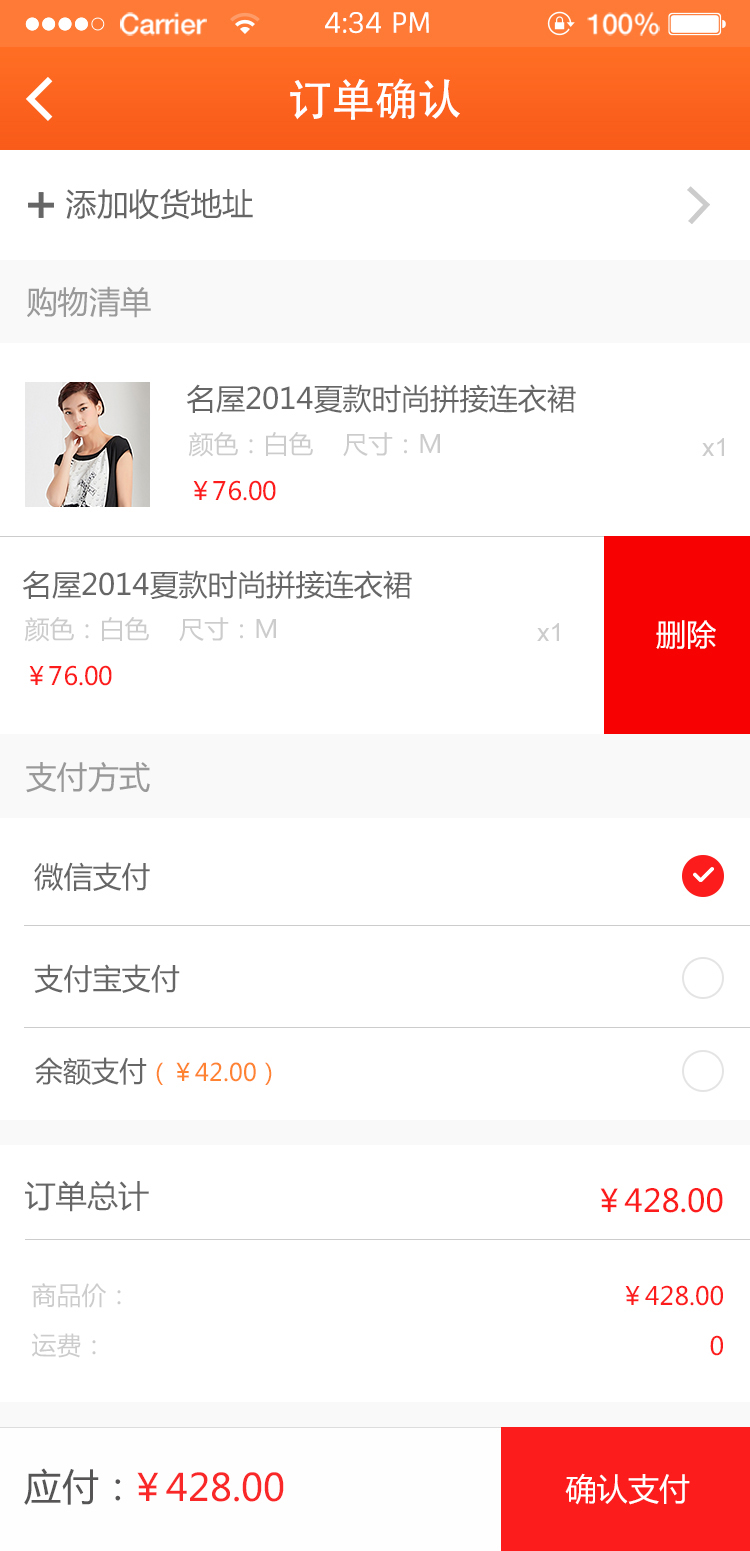 Carrier 4:34 PM 100%
订单确认
添加收货地址
购物清单
名屋2014夏款时尚拼接连衣裙
颜色：白色 尺寸：M x1
￥76.00
名屋2014夏款时尚拼接连衣裙
颜色：白色 尺寸：M x1
￥76.00
删除
支付方式
微信支付
支付宝支付
余额支付（￥42.00）
订单总计 ￥428.00
商品价： ￥428.00
运费： 0
应付：￥428.00 确认支付